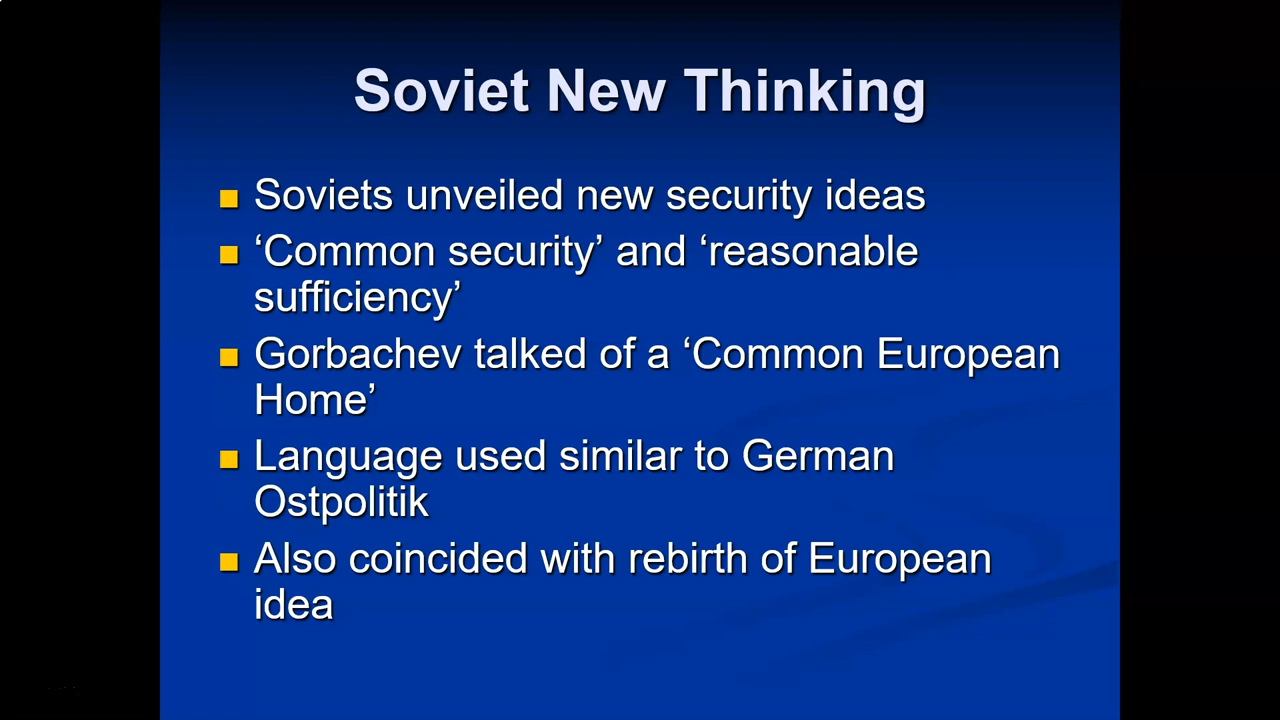 Soviet New Thinking
Soviets unveiled new security ideas
‘Common security’ and ‘reasonable
sufficiency’
Gorbachev talked of a ‘Common European
Home’
Language used similar to German
Ostpolitik
Also coincided with rebirth of European
idea